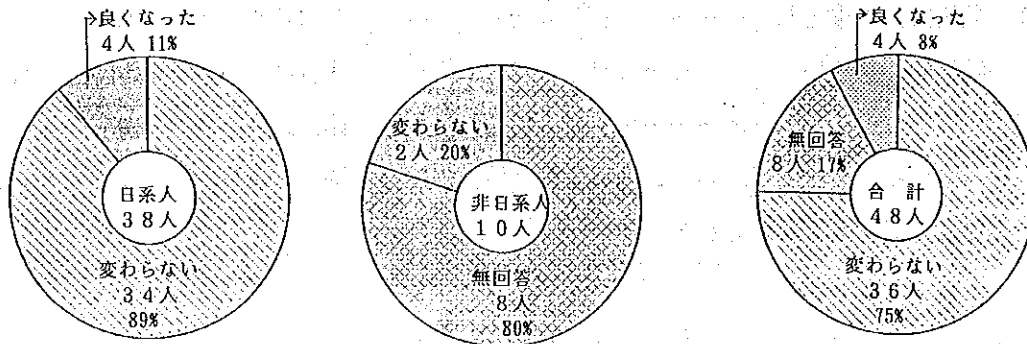 良くなった
4人 11%
日系人
38人
変わらない
34人
89%
変わらない
2人 20%
非日系人
10人
無回答
8人
80%
良くなった
4人 8%
無回答
8人 17%
合 計
48人
変わらない
36人
75%